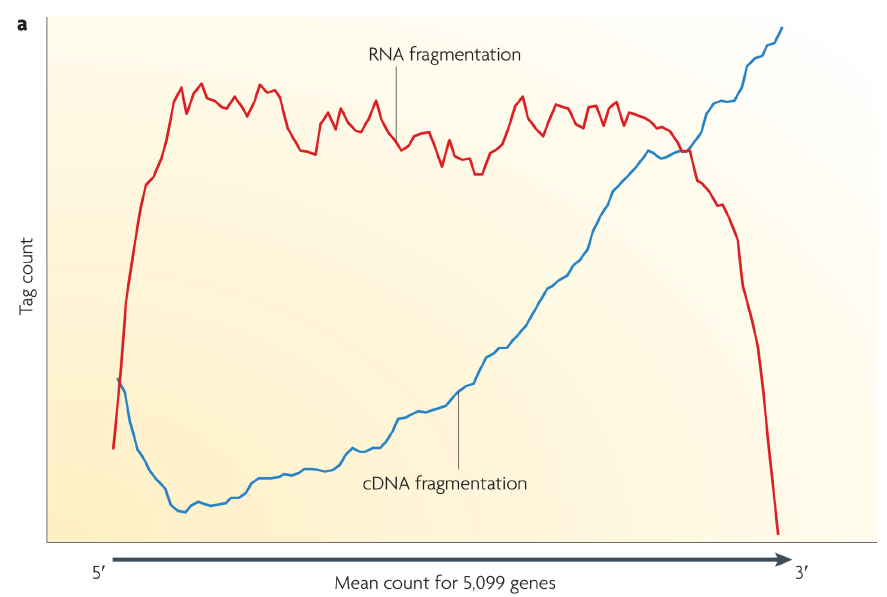 a
RNA fragmentation
Tag count
cDNA fragmentation
5′
3′
Mean count for 5,099 genes